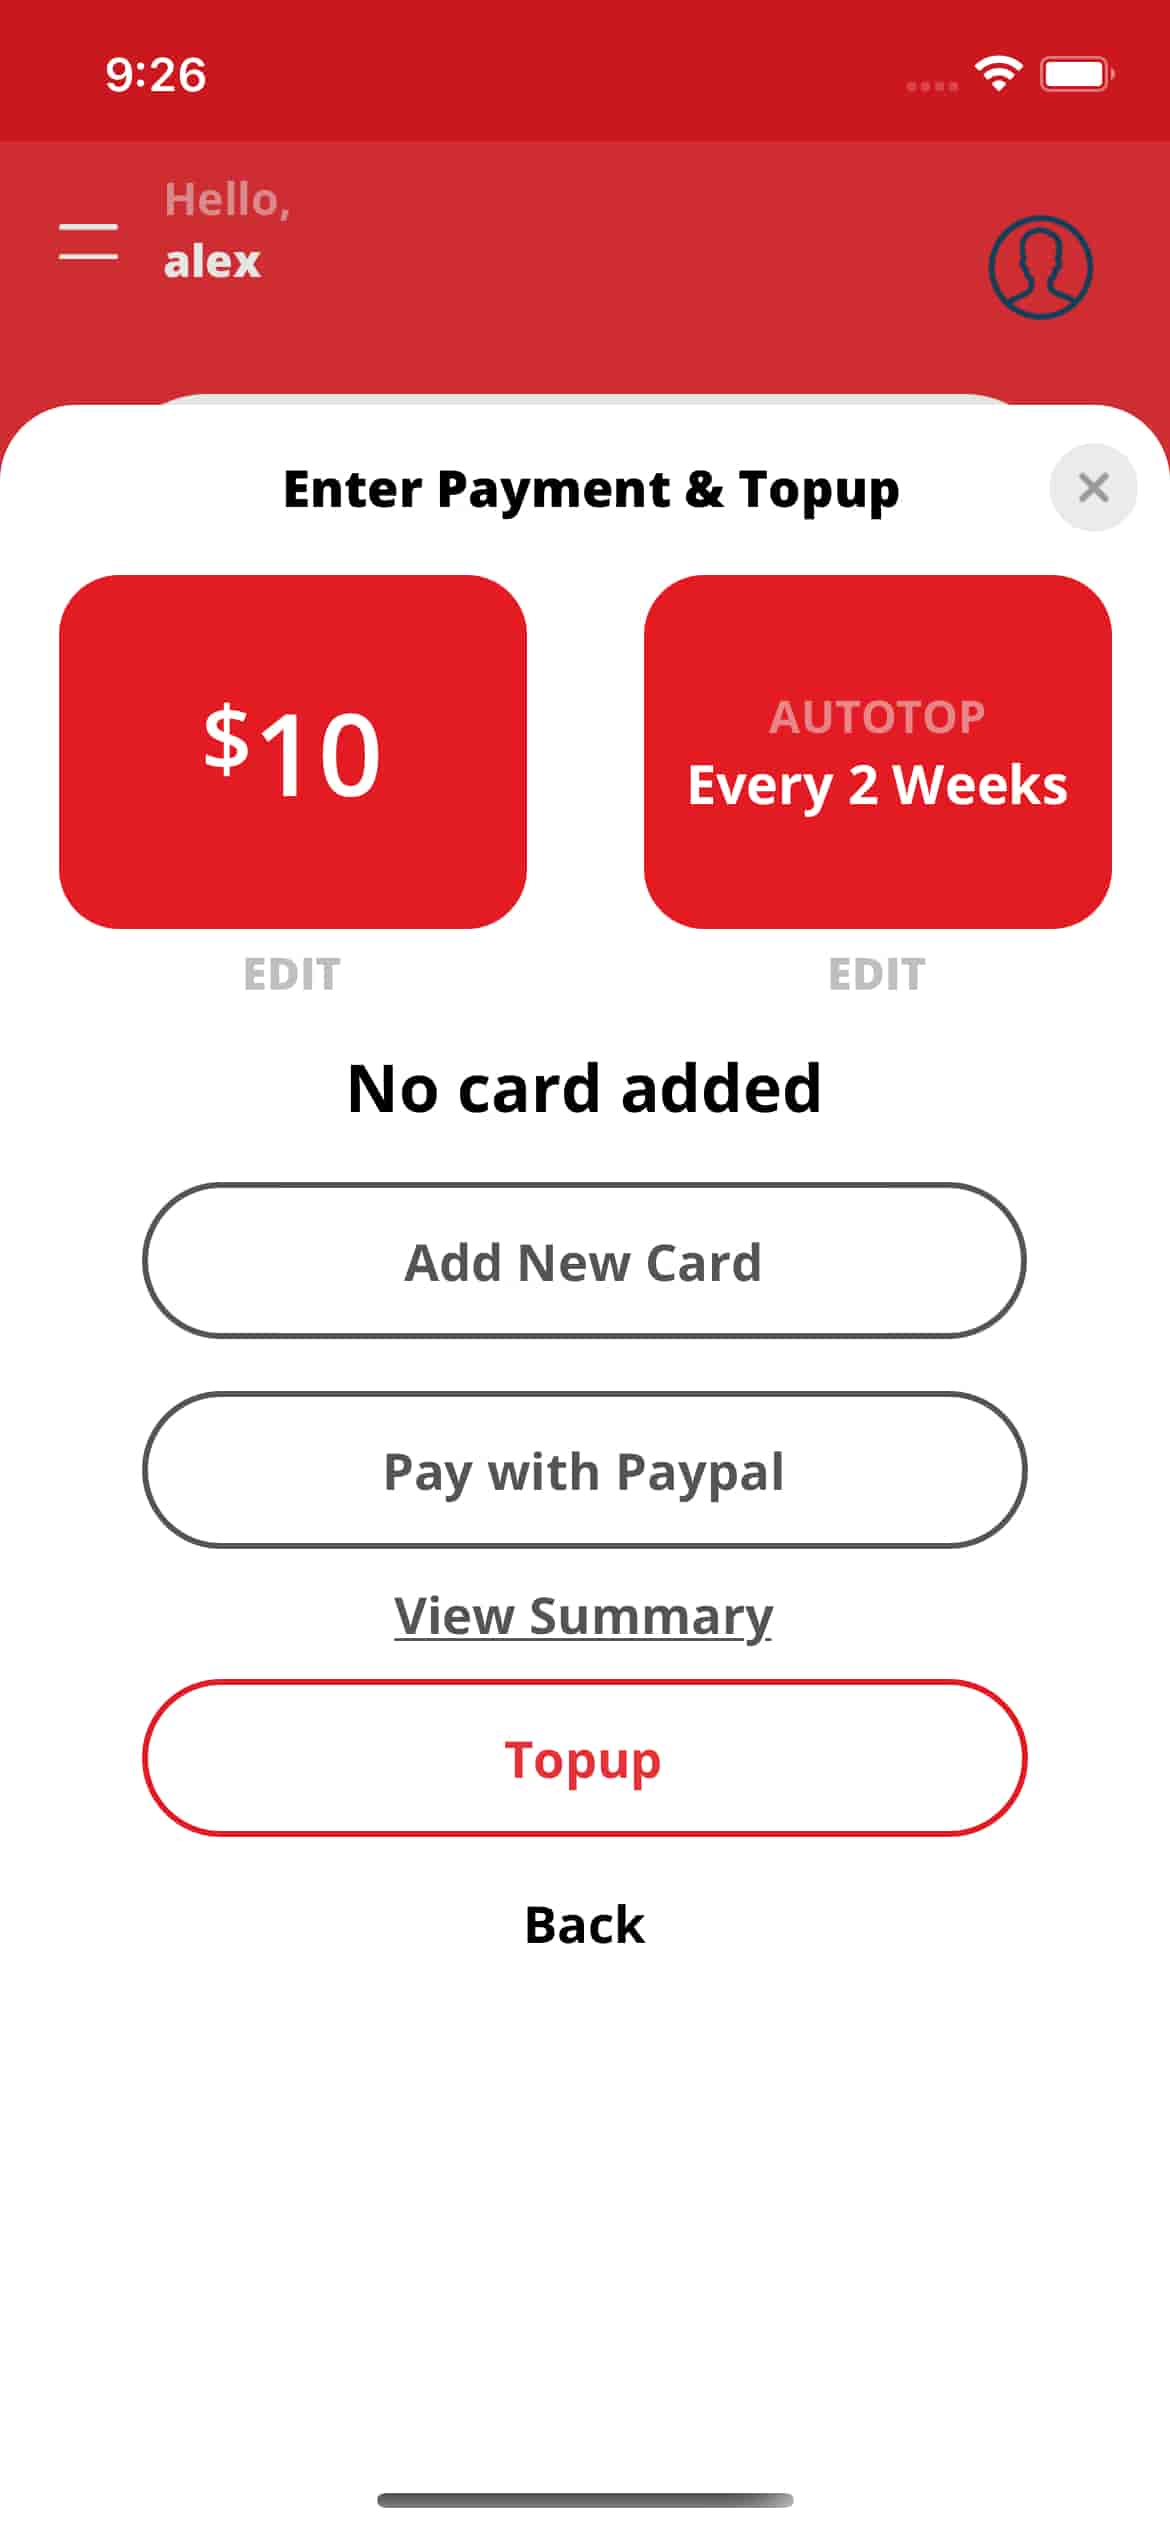 9:26
Hello,
alex
Enter Payment & Topup
$10
AUTOTOP
Every 2 Weeks
EDIT
EDIT
No card added
Add New Card
Pay with Paypal
View Summary
Topup
Back